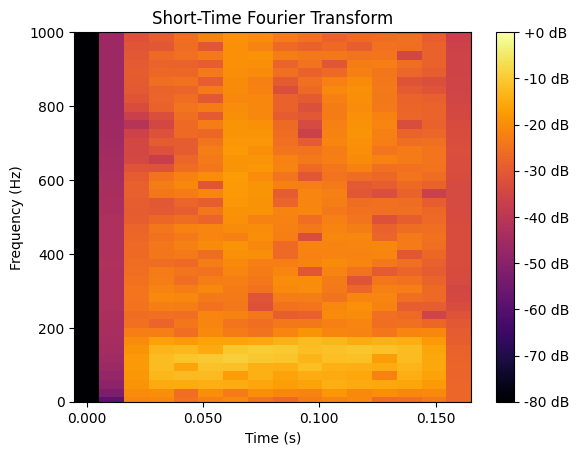 Short-Time Fourier Transform
Frequency (Hz)
1000
800
600
400
200
0
0.000
0.050
0.100
0.150
Time (s)
+0 dB
-10 dB
-20 dB
-30 dB
-40 dB
-50 dB
-60 dB
-70 dB
-80 dB